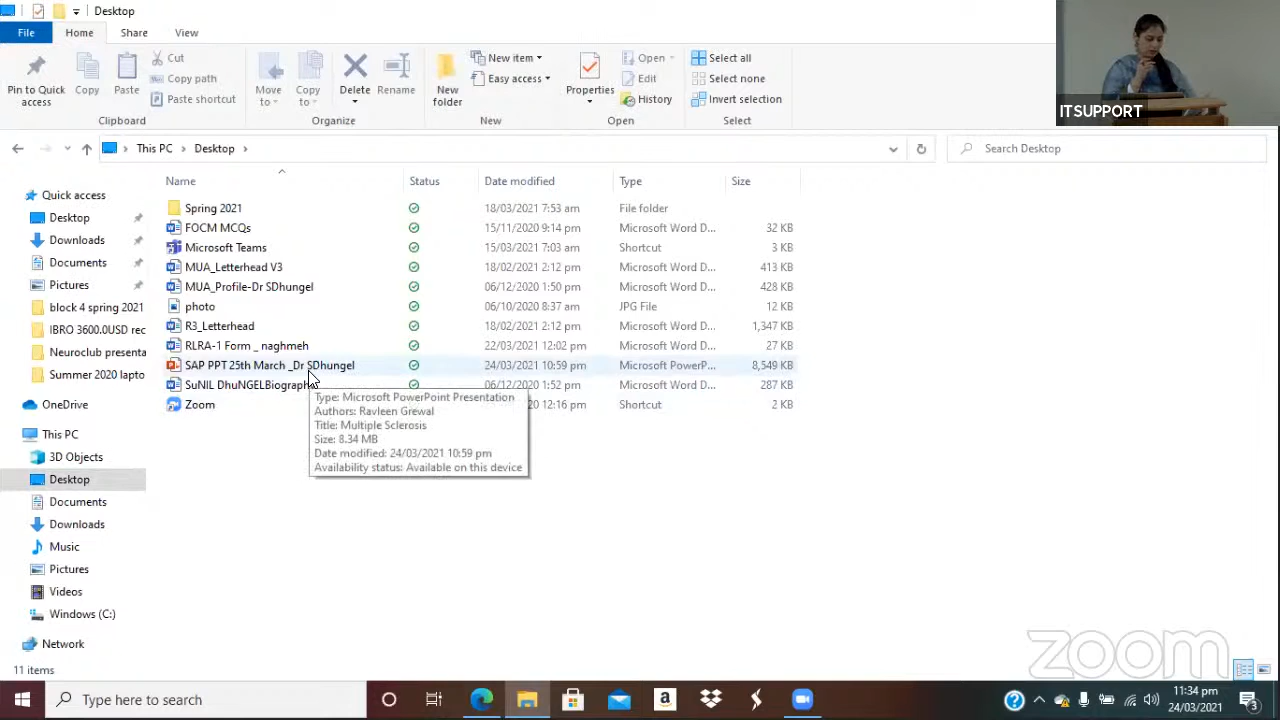 Desktop
File Home Share View
Pin to Quick access
Copy
Paste
Cut
Copy path
Paste shortcut
Clipboard
Move to
Copy to
Delete
Rename
Organize
New folder
New item
Easy access
New
Properties
Open
Edit
History
Open
Select all
Select none
Invert selection
Select
ITSUPPORT
This PC Desktop
Search Desktop
Name Status Date modified Type Size
Spring 2021 18/03/2021 7:53 am File folder
FOCM MCQs 15/11/2020 9:14 pm Microsoft Word D... 32 KB
Microsoft Teams 15/03/2021 7:03 am Shortcut 3 KB
MUA_Letterhead V3 18/02/2021 2:12 pm Microsoft Word D... 413 KB
MUA_Profile-Dr SDhungel 06/12/2020 1:50 pm Microsoft Word D... 428 KB
photo 06/10/2020 8:37 am JPG File 12 KB
R3_Letterhead 18/02/2021 2:12 pm Microsoft Word D... 1,347 KB
RLRA-1 Form _ naghmeh 22/03/2021 12:02 pm Microsoft Word D... 27 KB
SAP PPT 25th March _Dr SDhungel 24/03/2021 10:59 pm Microsoft PowerP... 8,549 KB
SuNIL DhuNGELBiograph 06/12/2020 1:52 pm Microsoft Word D... 287 KB
Zoom 20 12:16 pm Shortcut 2 KB
Type: Microsoft PowerPoint Presentation
Authors: Ravleen Grewal
Title: Multiple Sclerosis
Size: 8.34 MB
Date modified: 24/03/2021 10:59 pm
Availability status: Available on this device
Quick access
Desktop
Downloads
Documents
Pictures
block 4 spring 2021
IBRO 3600.0USD rec
Neuroclub presenta
Summer 2020 lapto
OneDrive
This PC
3D Objects
Desktop
Documents
Downloads
Music
Pictures
Videos
Windows (C:)
Network
11 items
zoom
Type here to search
11:34 pm
24/03/2021
3